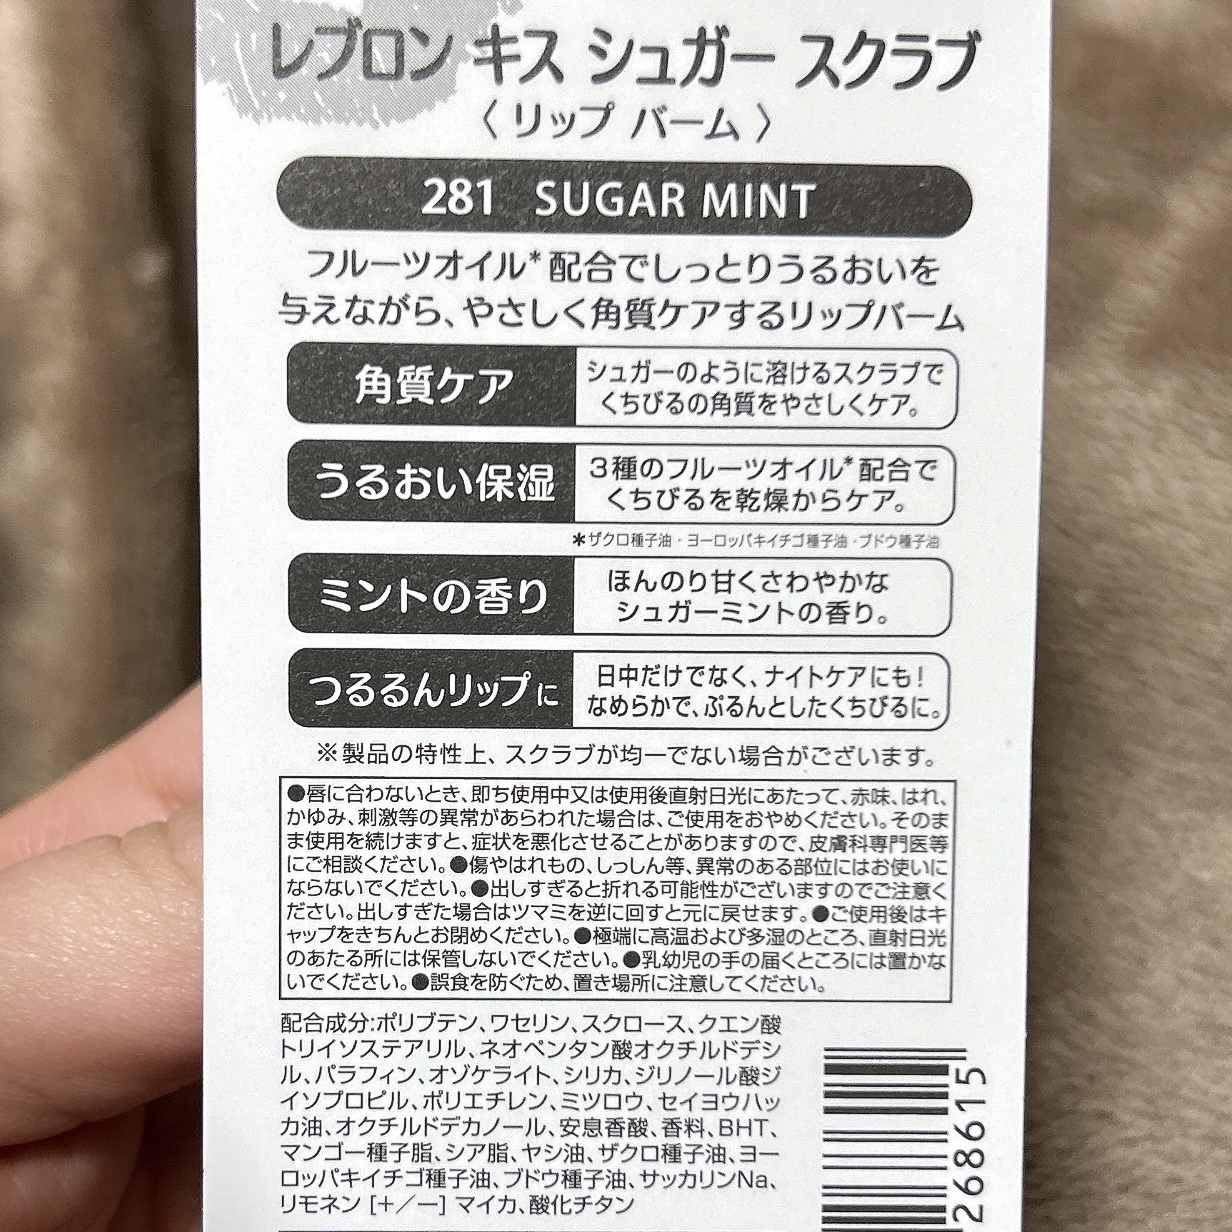 レブロン キス シュガー スクラブ
〈 リップ バーム 〉
281 SUGAR MINT
フルーツオイル*配合でしっとりうるおいを
与えながら、やさしく角質ケアするリップバーム
角質ケア
シュガーのように溶けるスクラブで
くちびるの角質をやさしくケア。
うるおい保湿
3種のフルーツオイル*配合で
くちびるを乾燥からケア。
*ザクロ種子油・ヨーロッパキイチゴ種子油・ブドウ種子油
ミントの香り
ほんのり甘くさわやかな
シュガーミントの香り。
つるるんリップに
日中だけでなく、ナイトケアにも!
なめらかで、ぷるんとしたくちびるに。
※製品の特性上、スクラブが均一でない場合がございます。
●唇に合わないとき、即ち使用中又は使用後直射日光にあたって、赤味、はれ、
かゆみ、刺激等の異常があらわれた場合は、ご使用をおやめください。そのま
ま使用を続けますと、症状を悪化させることがありますので、皮膚科専門医等
にご相談ください。●傷やはれもの、しっしん等、異常のある部位にはお使いに
ならないでください。●出しすぎると折れる可能性がございますのでご注意く
ださい。出しすぎた場合はツマミを逆に回すと元に戻せます。●ご使用後はキ
ャップをきちんとお閉めください。●極端に高温および多湿のところ、直射日光
のあたる所には保管しないでください。●乳幼児の手の届くところには置かな
いでください。●誤食を防ぐため、置き場所に注意してください。
配合成分:ポリブテン、ワセリン、スクロース、クエン酸
トリイソステアリル、ネオペンタン酸オクチルドデシ
ル、パラフィン、オゾケライト、シリカ、ジリノール酸ジ
イソプロピル、ポリエチレン、ミツロウ、セイヨウハッ
カ油、オクチルドデカノール、安息香酸、香料、BHT、
マンゴー種子脂、シア脂、ヤシ油、ザクロ種子油、ヨー
ロッパキイチゴ種子油、ブドウ種子油、サッカリンNa、
リモネン [+/−] マイカ、酸化チタン
268615